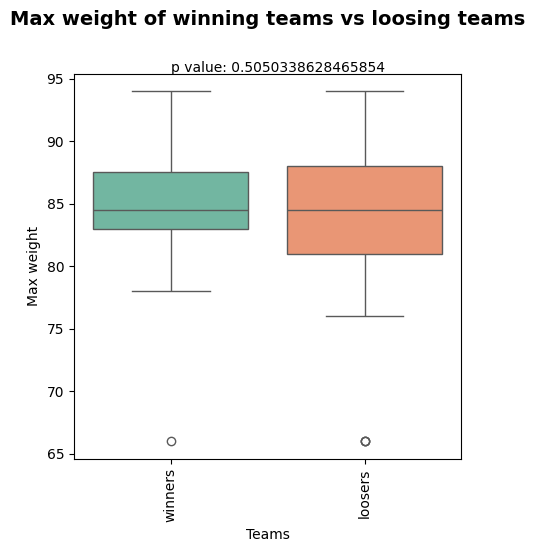 Max weight of winning teams vs loosing teams
p value: 0.5050338628465854
95
90
85
80
75
70
65
Max weight
winners
loosers
Teams